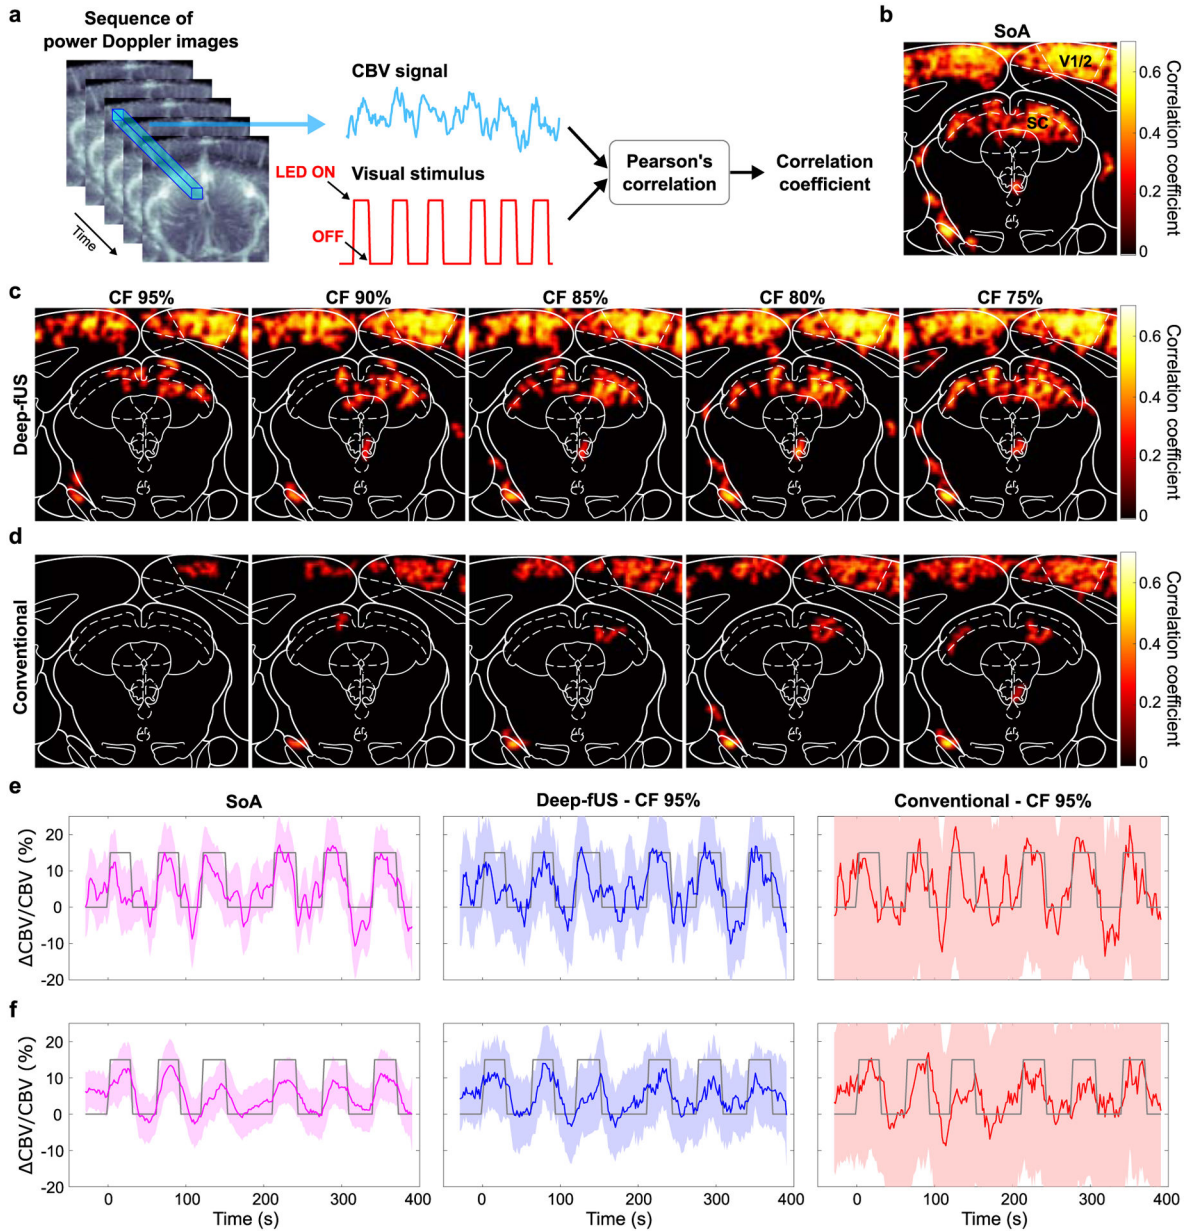 a
Sequence of
power Doppler images
Time
CBV signal
LED ON
Visual stimulus
OFF
Pearson's
correlation
Correlation
coefficient
b
SoA
V1/2
SC
0.6
0.4
0.2
0
Correlation coefficient
c
CF 95%
CF 90%
CF 85%
CF 80%
CF 75%
Deep-fUS
0.6
0.4
0.2
0
Correlation coefficient
d
Conventional
0.6
0.4
0.2
0
Correlation coefficient
e
SoA
Deep-fUS - CF 95%
Conventional - CF 95%
ΔCBV/CBV (%)
20
10
0
-10
-20
f
ΔCBV/CBV (%)
20
10
0
-10
-20
0 100 200 300 400
Time (s)
0 100 200 300 400
Time (s)
0 100 200 300 400
Time (s)